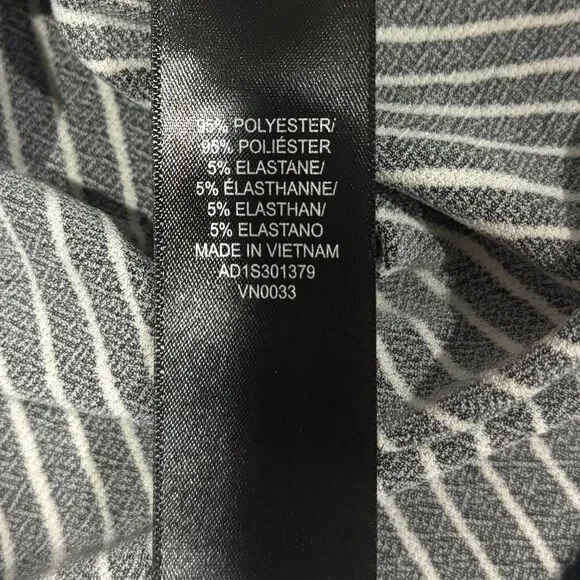 95% POLYESTER/
95% POLIÉSTER
5% ELASTANE/
5% ÉLASTHANNE/
5% ELASTHAN/
5% ELASTANO
MADE IN VIETNAM
AD1S301379
VN0033